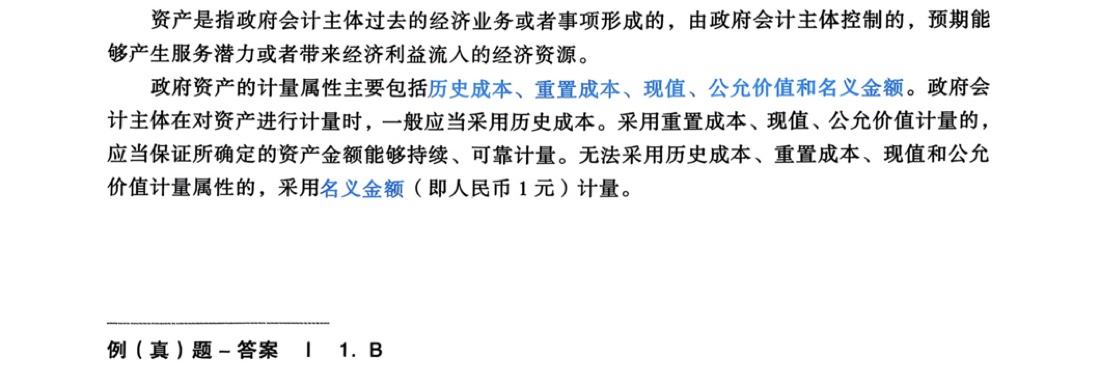 资产是指政府会计主体过去的经济业务或者事项形成的，由政府会计主体控制的，预期能
够产生服务潜力或者带来经济利益流入的经济资源。
政府资产的计量属性主要包括历史成本、重置成本、现值、公允价值和名义金额。政府会
计主体在对资产进行计量时，一般应当采用历史成本。采用重置成本、现值、公允价值计量的，
应当保证所确定的资产金额能够持续、可靠计量。无法采用历史成本、重置成本、现值和公允
价值计量属性的，采用名义金额（即人民币 1 元）计量。
例（真）题 – 答案 | 1. B